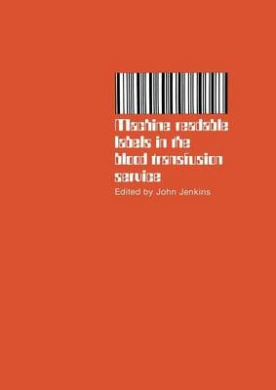 Machine readable
labels in the
blood transfusion
service
Edited by John Jenkins